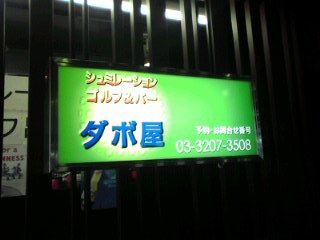 シュミレーション
ゴルフ&バー
ダボ屋
予約・お問合せ番号
03-3207-3508